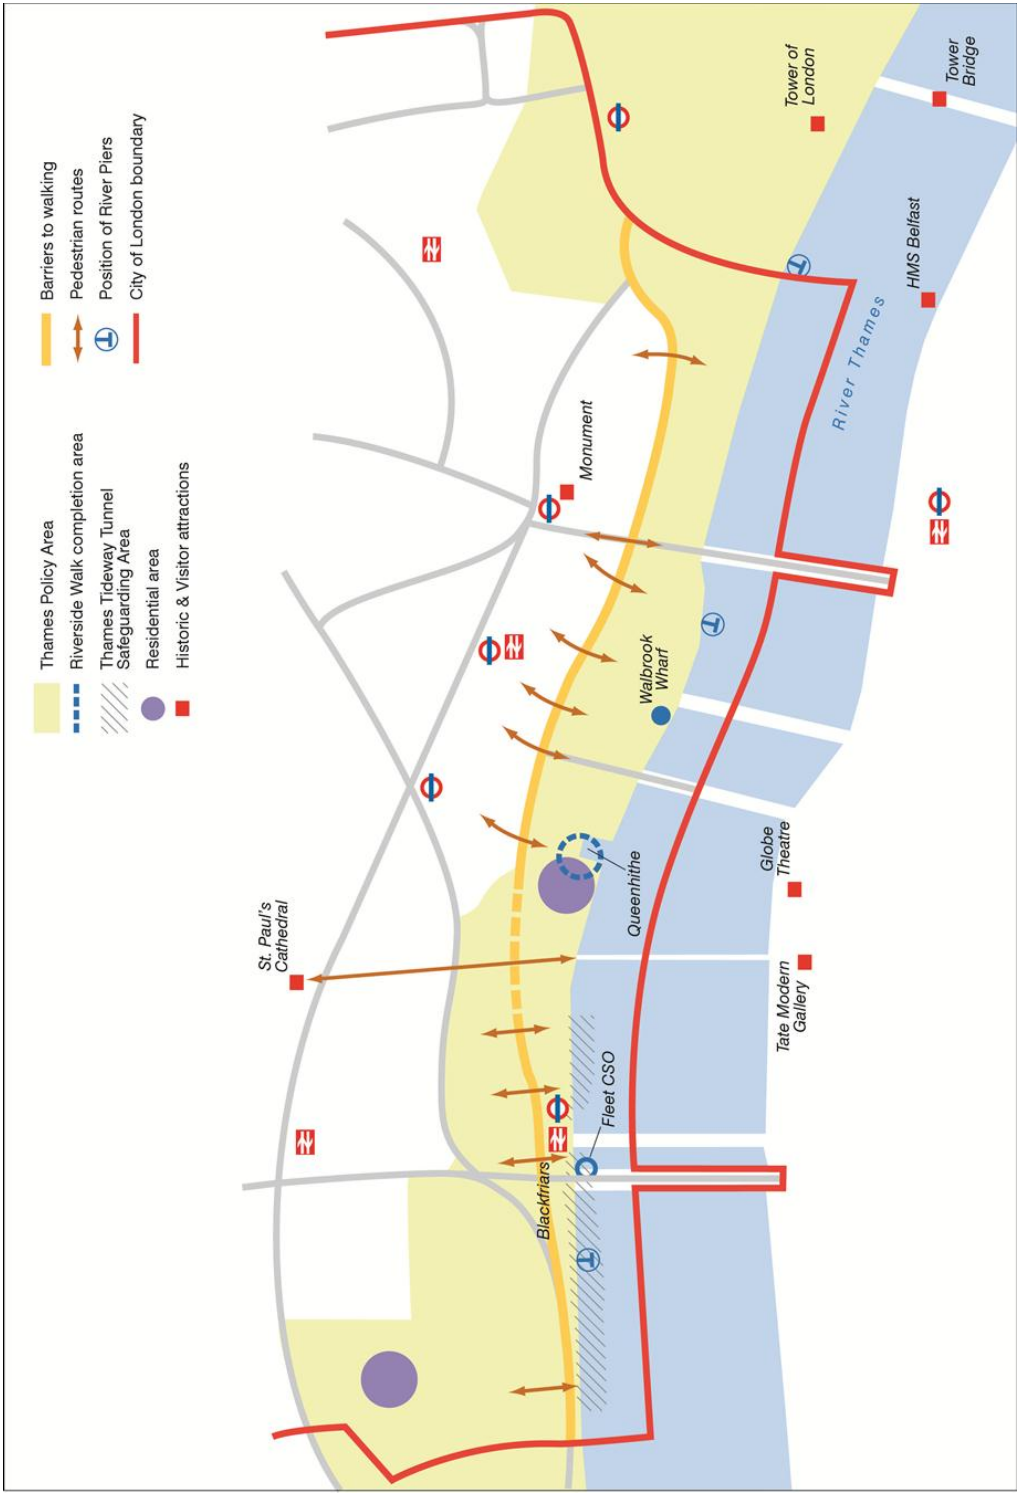 Thames Policy Area
Riverside Walk completion area
Thames Tideway Tunnel
Safeguarding Area
Residential area
Historic & Visitor attractions
Barriers to walking
Pedestrian routes
Position of River Piers
City of London boundary
St. Paul's
Cathedral
Monument
Tower of
London
Tower
Bridge
HMS Belfast
River Thames
Walbrook
Wharf
Queenhithe
Blackfriars
Fleet CSO
Globe
Theatre
Tate Modern
Gallery